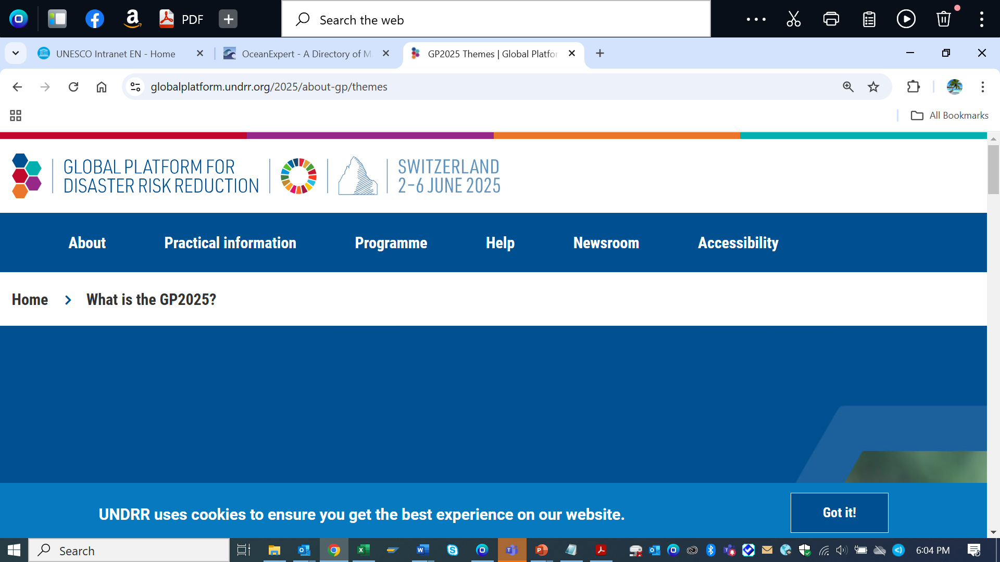 PDF
Search the web
UNESCO Intranet EN - Home
OceanExpert - A Directory of M
GP2025 Themes | Global Platfor
globalplatform.undrr.org/2025/about-gp/themes
All Bookmarks
GLOBAL PLATFORM FOR
DISASTER RISK REDUCTION
SWITZERLAND
2-6 JUNE 2025
About
Practical information
Programme
Help
Newsroom
Accessibility
Home
What is the GP2025?
UNDRR uses cookies to ensure you get the best experience on our website.
Got it!
Search
6:04 PM